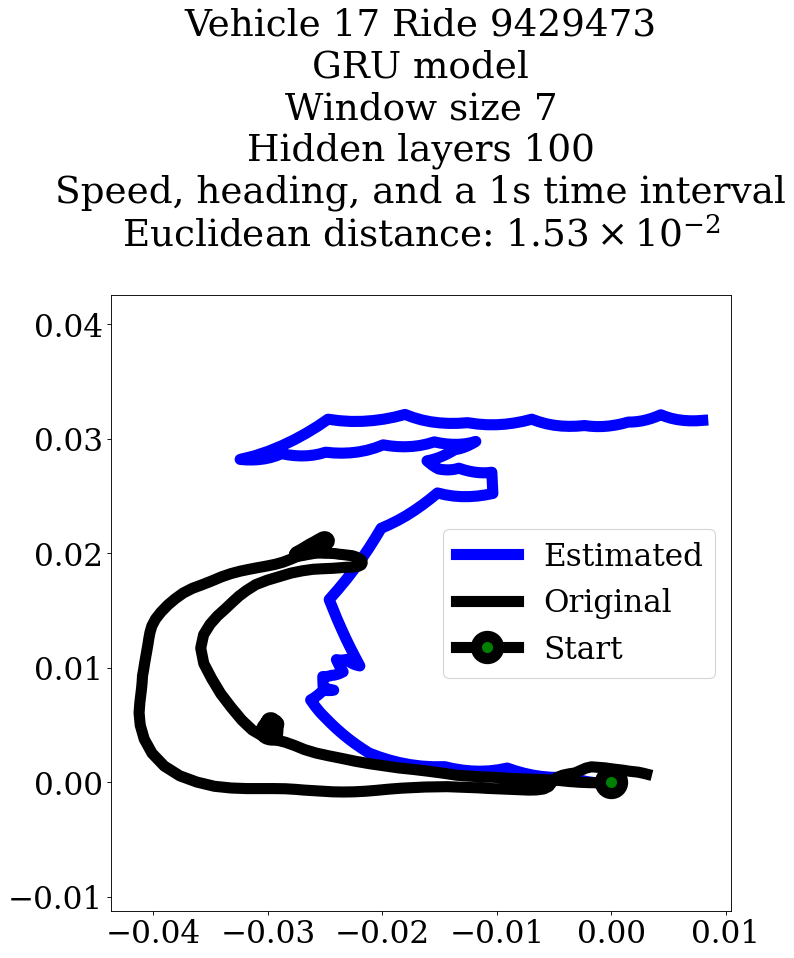 Vehicle 17 Ride 9429473
GRU model
Window size 7
Hidden layers 100
Speed, heading, and a 1s time interval
Euclidean distance: 1.53 × 10⁻²
0.04
0.03
0.02
0.01
0.00
−0.01
Estimated
Original
Start
−0.04 −0.03 −0.02 −0.01 0.00 0.01